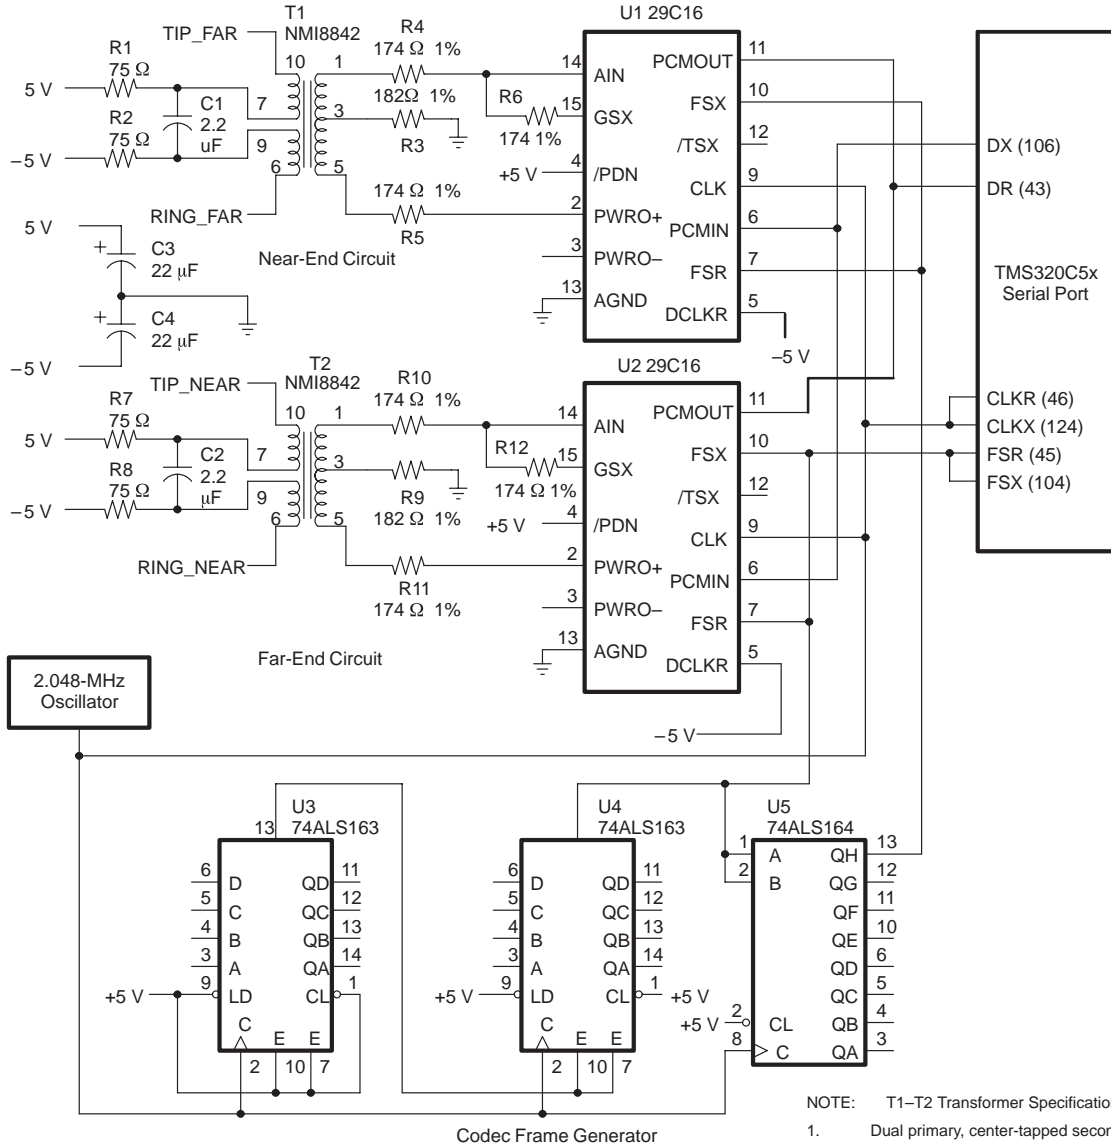 T1
NMI8842
TIP_FAR
R1
75 Ω
5 V
R2
75 Ω
–5 V
C1
2.2
uF
10
7
9
6
1
3
5
RING_FAR
R4
174 Ω 1%
182Ω 1%
R3
174 Ω 1%
R5
R6
174 1%
+5 V
Near-End Circuit
5 V
+
C3
22 μF
+
C4
22 μF
–5 V
U1 29C16
14
AIN
15
GSX
4
/PDN
2
PWRO+
3
PWRO–
13
AGND
PCMOUT
11
FSX
10
/TSX
12
CLK
9
PCMIN
6
FSR
7
DCLKR
5
–5 V
DX (106)
DR (43)
TMS320C5x
Serial Port
CLKR (46)
CLKX (124)
FSR (45)
FSX (104)
T2
NMI8842
TIP_NEAR
R7
75 Ω
5 V
R8
75 Ω
–5 V
C2
2.2
μF
10
7
9
6
1
3
5
RING_NEAR
R10
174 Ω 1%
R9
182 Ω 1%
R11
174 Ω 1%
R12
174 Ω 1%
+5 V
Far-End Circuit
U2 29C16
14
AIN
15
GSX
4
/PDN
2
PWRO+
3
PWRO–
13
AGND
PCMOUT
11
FSX
10
/TSX
12
CLK
9
PCMIN
6
FSR
7
DCLKR
5
–5 V
2.048-MHz
Oscillator
U3
74ALS163
13
6
D
5
C
4
B
3
A
9
LD
+5 V
QD
11
QC
12
QB
13
QA
14
CL
1
C
E
E
2
10
7
U4
74ALS163
6
D
5
C
4
B
3
A
9
LD
+5 V
QD
11
QC
12
QB
13
QA
14
CL
1
+5 V
C
E
E
2
10
7
U5
74ALS164
1
A
2
B
QH
13
QG
12
QF
11
QE
10
QD
6
QC
5
QB
4
QA
3
+5 V
2
CL
8
C
Codec Frame Generator
NOTE: T1–T2 Transformer Specificatio
1. Dual primary, center-tapped secor